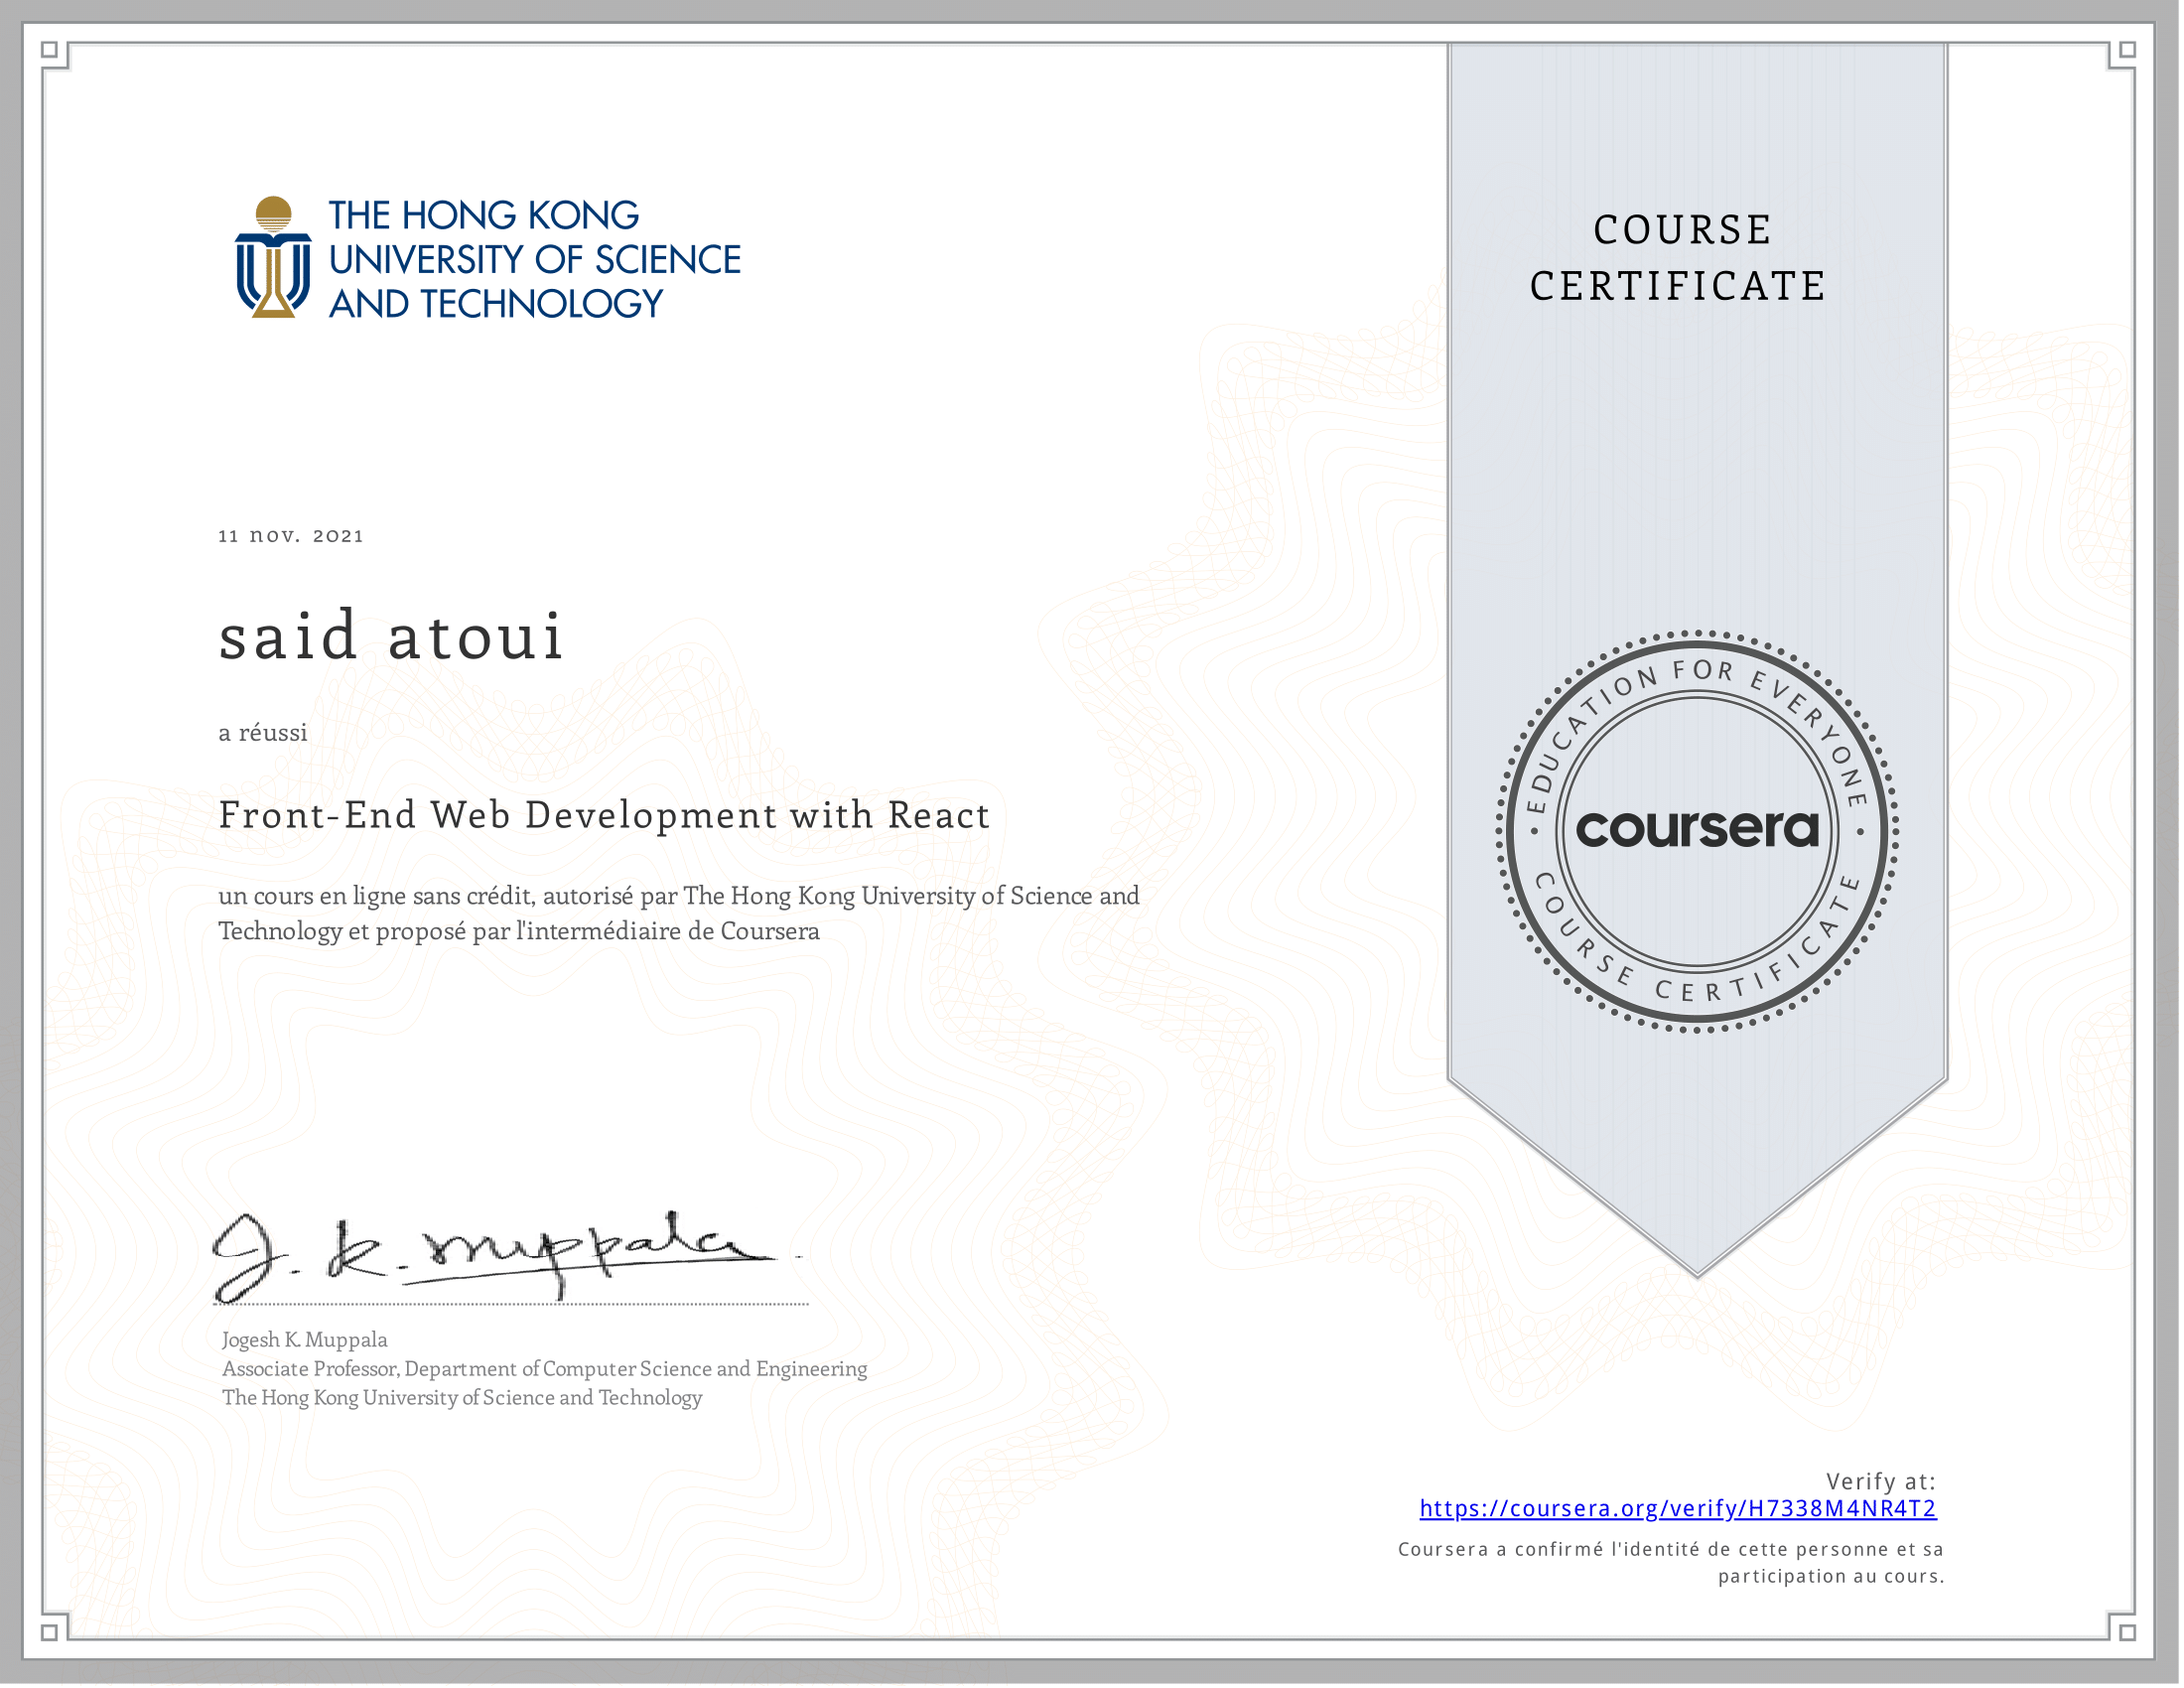 THE HONG KONG
UNIVERSITY OF SCIENCE
AND TECHNOLOGY
COURSE
CERTIFICATE
11 nov. 2021
said atoui
a réussi
Front-End Web Development with React
un cours en ligne sans crédit, autorisé par The Hong Kong University of Science and
Technology et proposé par l'intermédiaire de Coursera
EDUCATION FOR EVERYONE
coursera
COURSE CERTIFICATE
J. K. Muppala
Jogesh K. Muppala
Associate Professor, Department of Computer Science and Engineering
The Hong Kong University of Science and Technology
Verify at:
https://coursera.org/verify/H7338M4NR4T2
Coursera a confirmé l'identité de cette personne et sa
participation au cours.